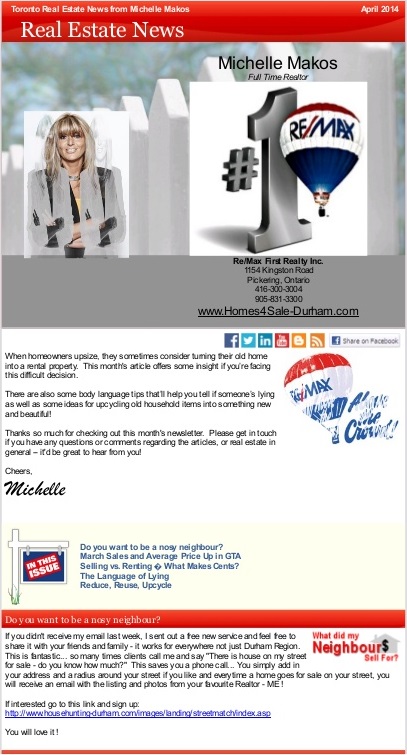 Toronto Real Estate News from Michelle Makos
April 2014
Real Estate News
Michelle Makos
Full Time Realtor
#1
RE/MAX
Re/Max First Realty Inc.
1154 Kingston Road
Pickering, Ontario
416-300-3004
905-831-3300
www.Homes4Sale-Durham.com
Share on Facebook
When homeowners upsize, they sometimes consider turning their old home
into a rental property. This month's article offers some insight if you're facing
this difficult decision.
There are also some body language tips that'll help you tell if someone's lying
as well as some ideas for upcycling old household items into something new
and beautiful!
Thanks so much for checking out this month's newsletter. Please get in touch
if you have any questions or comments regarding the articles, or real estate in
general – it'd be great to hear from you!
Cheers,
Michelle
RE/MAX
Above
the
Crowd!
IN THIS
ISSUE
Do you want to be a nosy neighbour?
March Sales and Average Price Up in GTA
Selling vs. Renting � What Makes Cents?
The Language of Lying
Reduce, Reuse, Upcycle
Do you want to be a nosy neighbour?
If you didn't receive my email last week, I sent out a free new service and feel free to
share it with your friends and family - it works for everywhere not just Durham Region.
This is fantastic... so many times clients call me and say "There is house on my street
for sale - do you know how much?" This saves you a phone call... You simply add in
your address and a radius around your street if you like and everytime a home goes for sale on your street, you
will receive an email with the listing and photos from your favourite Realtor - ME!
What did my
Neighbour$
Sell For?
If interested go to this link and sign up:
http://www.househunting-durham.com/images/landing/streetmatch/index.asp
You will love it !